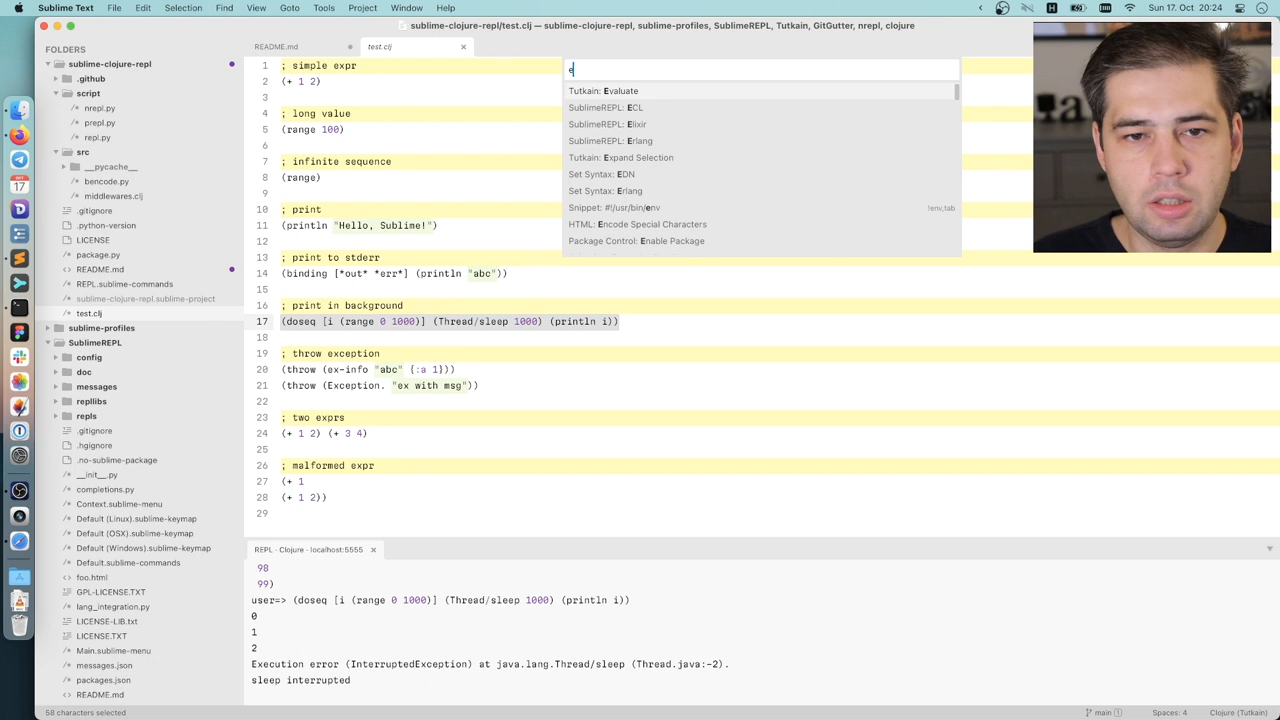 Sublime Text File Edit Selection Find View Goto Tools Project Window Help Sun 17. Oct 20:24
sublime-clojure-repl/test.clj — sublime-clojure-repl, sublime-profiles, SublimeREPL, Tutkain, GitGutter, nrepl, clojure
FOLDERS
sublime-clojure-repl
.github
script
nrepl.py
prepl.py
repl.py
src
__pycache__
bencode.py
middlewares.clj
.gitignore
.python-version
LICENSE
package.py
README.md
REPL.sublime-commands
sublime-clojure-repl.sublime-project
test.clj
sublime-profiles
SublimeREPL
config
doc
messages
repllibs
repls
.gitignore
.hgignore
.no-sublime-package
__init__.py
completions.py
Context.sublime-menu
Default (Linux).sublime-keymap
Default (OSX).sublime-keymap
Default (Windows).sublime-keymap
Default.sublime-commands
foo.html
GPL-LICENSE.TXT
lang_integration.py
LICENSE-LIB.txt
LICENSE.TXT
Main.sublime-menu
messages.json
packages.json
README.md
README.md test.clj
1 ; simple expr
2 (+ 1 2)
3
4 ; long value
5 (range 100)
6
7 ; infinite sequence
8 (range)
9
10 ; print
11 (println "Hello, Sublime!")
12
13 ; print to stderr
14 (binding [*out* *err*] (println "abc"))
15
16 ; print in background
17 (doseq [i (range 0 1000)] (Thread/sleep 1000) (println i))
18
19 ; throw exception
20 (throw (ex-info "abc" {:a 1}))
21 (throw (Exception. "ex with msg"))
22
23 ; two exprs
24 (+ 1 2) (+ 3 4)
25
26 ; malformed expr
27 (+ 1
28 (+ 1 2))
29
e
Tutkain: Evaluate
SublimeREPL: ECL
SublimeREPL: Elixir
SublimeREPL: Erlang
Tutkain: Expand Selection
Set Syntax: EDN
Set Syntax: Erlang
Snippet: #!/usr/bin/env !env,tab
HTML: Encode Special Characters
Package Control: Enable Package
REPL - Clojure - localhost:5555
98
99)
user=> (doseq [i (range 0 1000)] (Thread/sleep 1000) (println i))
0
1
2
Execution error (InterruptedException) at java.lang.Thread/sleep (Thread.java:-2).
sleep interrupted
58 characters selected main 1 Spaces: 4 Clojure (Tutkain)